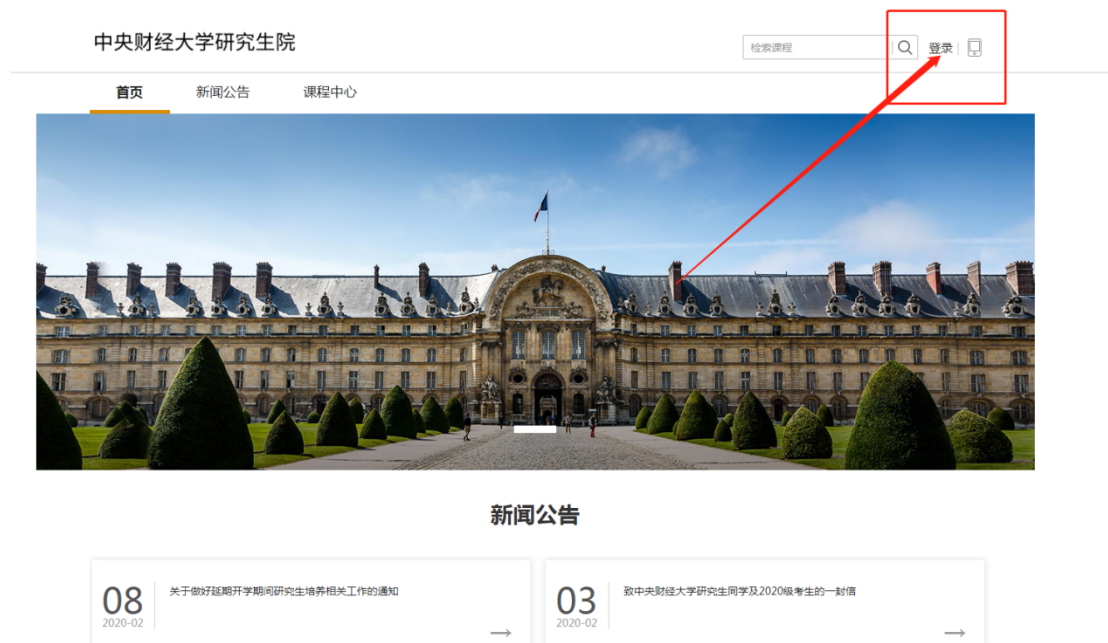 中央财经大学研究生院
检索课程
登录
首页 新闻公告 课程中心
新闻公告
08
2020-02
关于做好延期开学期间研究生培养相关工作的通知
03
2020-02
致中央财经大学研究生同学及2020级考生的一封信